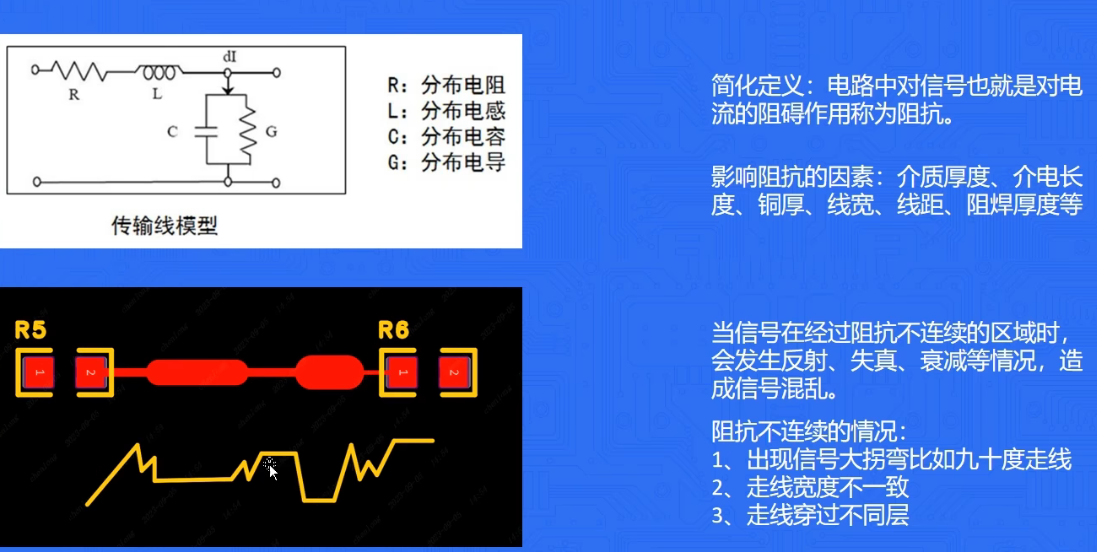 dI
R
L
C
G
R：分布电阻
L：分布电感
C：分布电容
G：分布电导
传输线模型
简化定义：电路中对信号也就是对电
流的阻碍作用称为阻抗。
影响阻抗的因素：介质厚度、介电长
度、铜厚、线宽、线距、阻焊厚度等
R5
R6
1
2
1
2
当信号在经过阻抗不连续的区域时，
会发生反射、失真、衰减等情况，造
成信号混乱。
阻抗不连续的情况：
1、出现信号大拐弯比如九十度走线
2、走线宽度不一致
3、走线穿过不同层